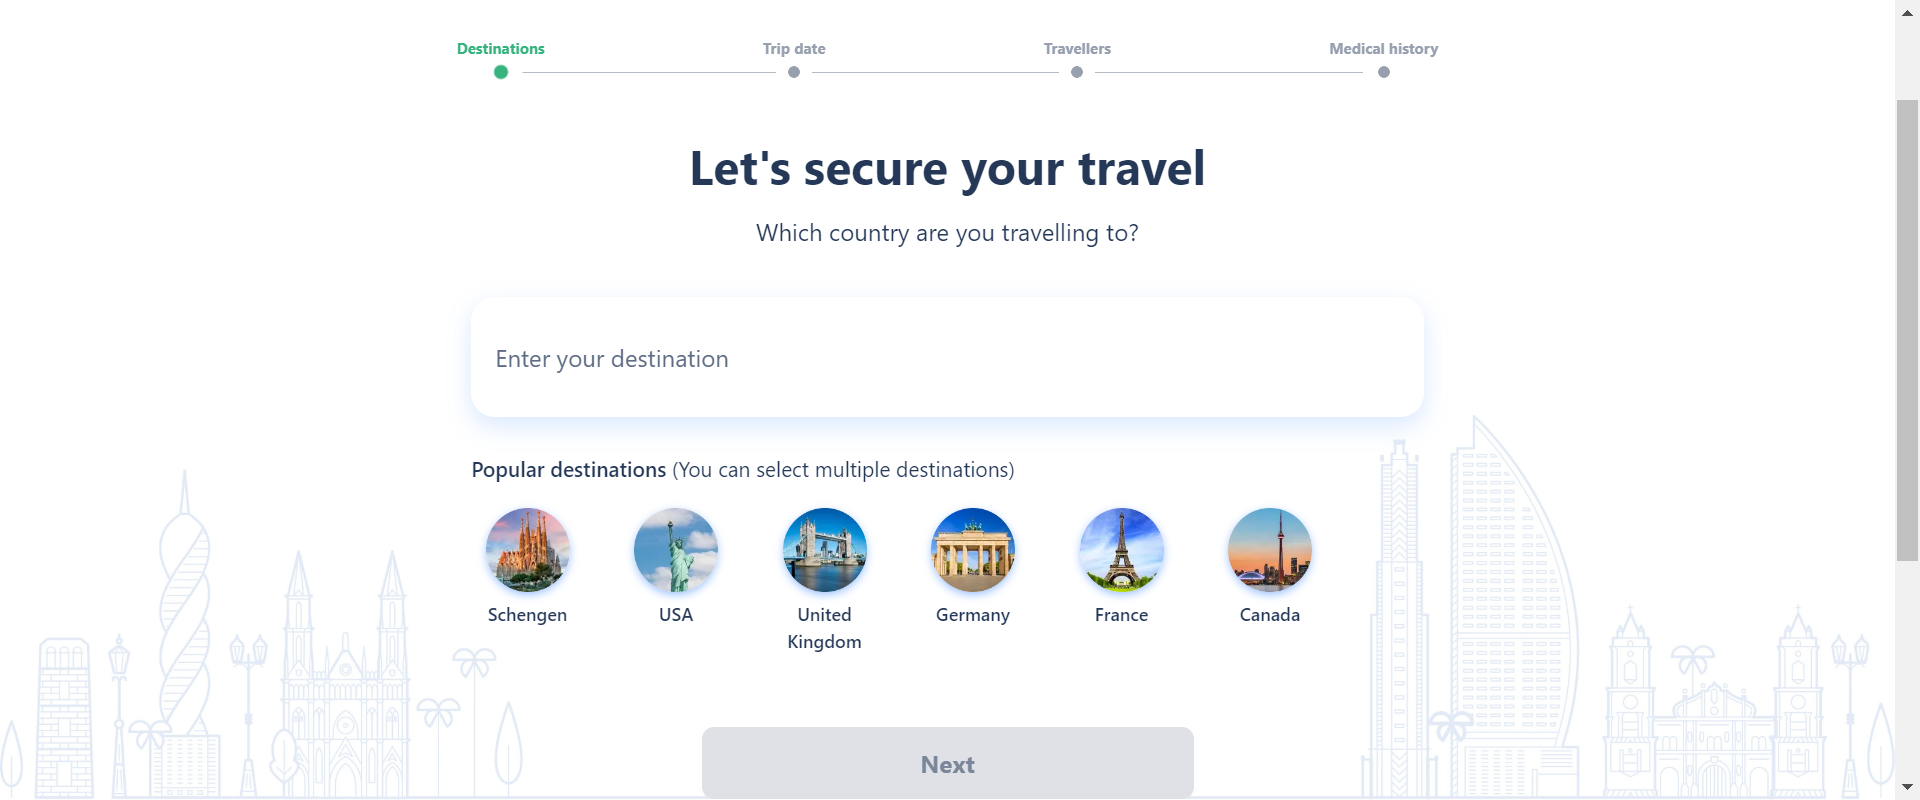 Destinations
Trip date
Travellers
Medical history
Let's secure your travel
Which country are you travelling to?
Enter your destination
Popular destinations (You can select multiple destinations)
Schengen
USA
United
Kingdom
Germany
France
Canada
Next